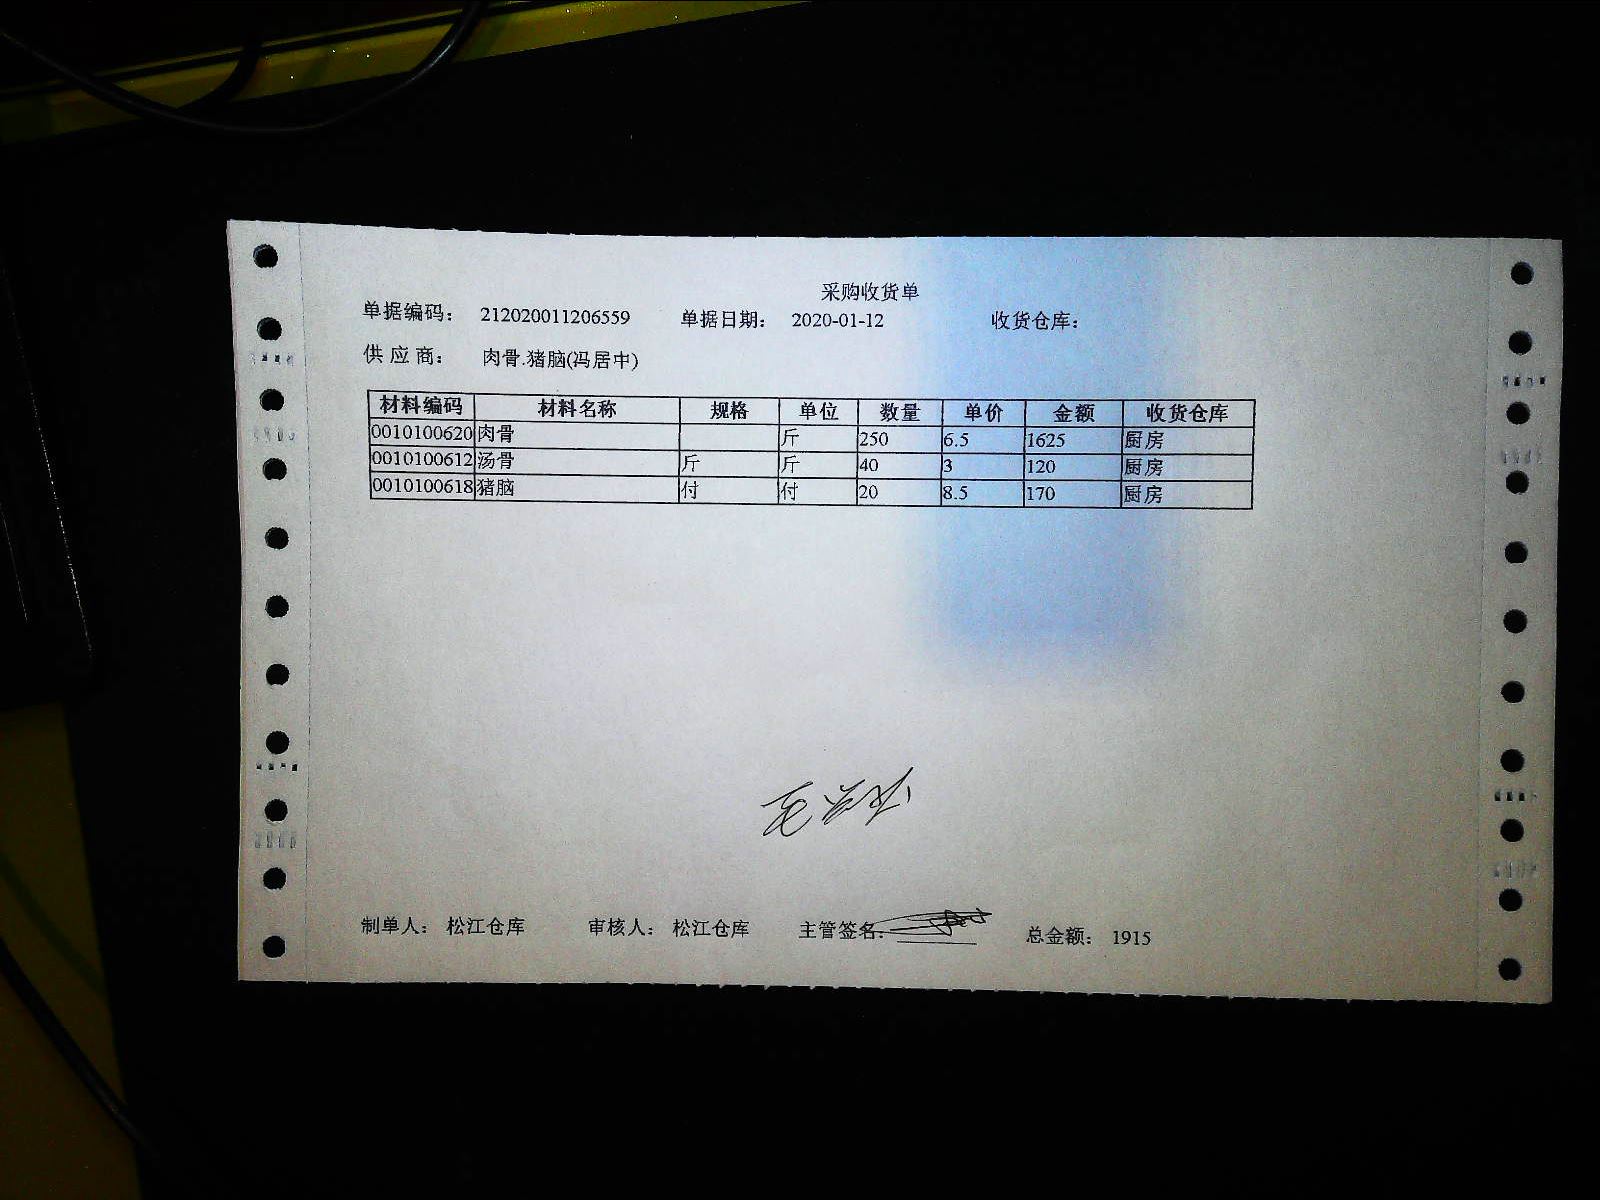 采购收货单
单据编码： 212020011206559 单据日期： 2020-01-12 收货仓库：
供 应 商： 肉骨.猪脑(冯居中)
材料编码 材料名称 规格 单位 数量 单价 金额 收货仓库
0010100620 肉骨 斤 250 6.5 1625 厨房
0010100612 汤骨 斤 斤 40 3 120 厨房
0010100618 猪脑 付 付 20 8.5 170 厨房
制单人： 松江仓库 审核人： 松江仓库 主管签名： 总金额： 1915